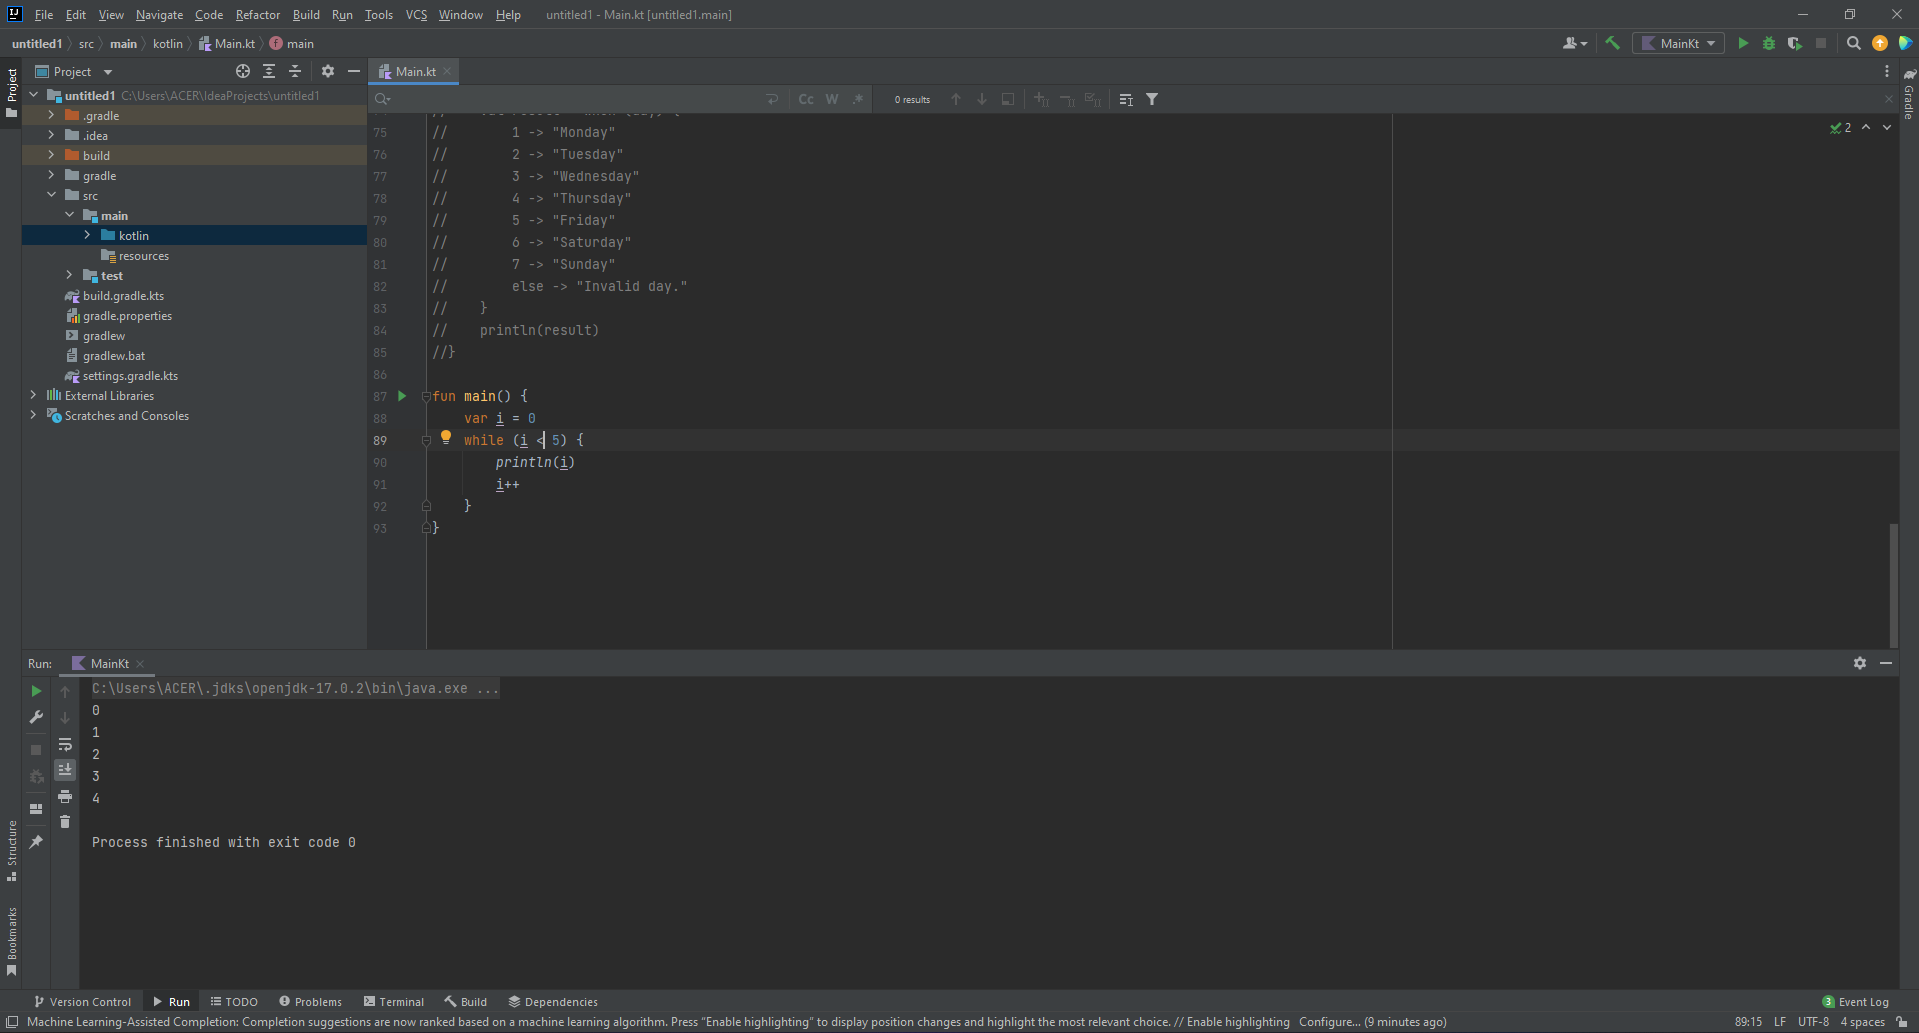 File Edit View Navigate Code Refactor Build Run Tools VCS Window Help untitled1 - Main.kt [untitled1.main]
untitled1 src main kotlin Main.kt main
MainKt
Project
Project
Main.kt
Gradle
untitled1 C:\Users\ACER\IdeaProjects\untitled1
.gradle
.idea
build
gradle
src
main
kotlin
resources
test
build.gradle.kts
gradle.properties
gradlew
gradlew.bat
settings.gradle.kts
External Libraries
Scratches and Consoles
Cc W .* 0 results
2
75 // 1 -> "Monday"
76 // 2 -> "Tuesday"
77 // 3 -> "Wednesday"
78 // 4 -> "Thursday"
79 // 5 -> "Friday"
80 // 6 -> "Saturday"
81 // 7 -> "Sunday"
82 // else -> "Invalid day."
83 // }
84 // println(result)
85 //}
86
87 fun main() {
88 var i = 0
89 while (i < 5) {
90 println(i)
91 i++
92 }
93 }
Run: MainKt
C:\Users\ACER\.jdks\openjdk-17.0.2\bin\java.exe ...
0
1
2
3
4
Process finished with exit code 0
Structure
Bookmarks
Version Control Run TODO Problems Terminal Build Dependencies 3 Event Log
Machine Learning-Assisted Completion: Completion suggestions are now ranked based on a machine learning algorithm. Press “Enable highlighting” to display position changes and highlight the most relevant choice. // Enable highlighting Configure... (9 minutes ago) 89:15 LF UTF-8 4 spaces